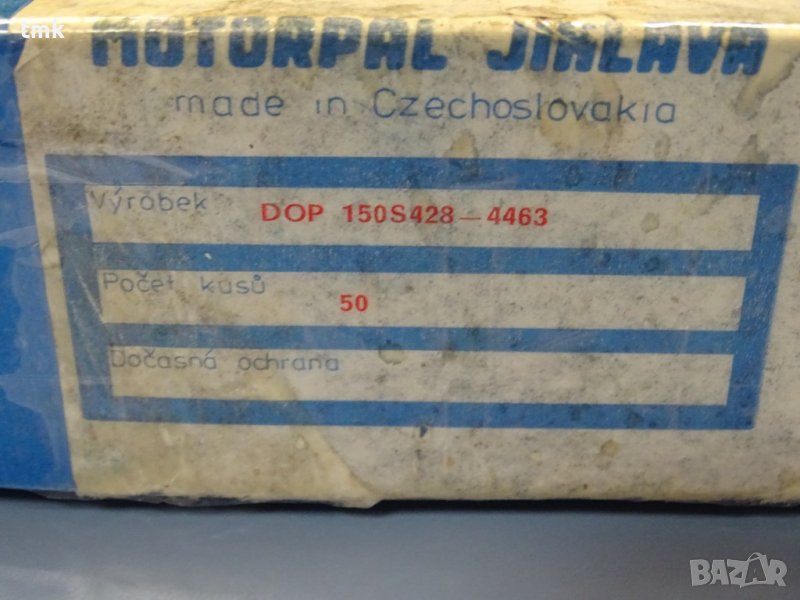 tmk
MOTORPAL JIHLAVA
made in Czechoslovakia
Výrobek DOP 150S428-4463
Počet kusů 50
Dočasná ochrana
BAZAR